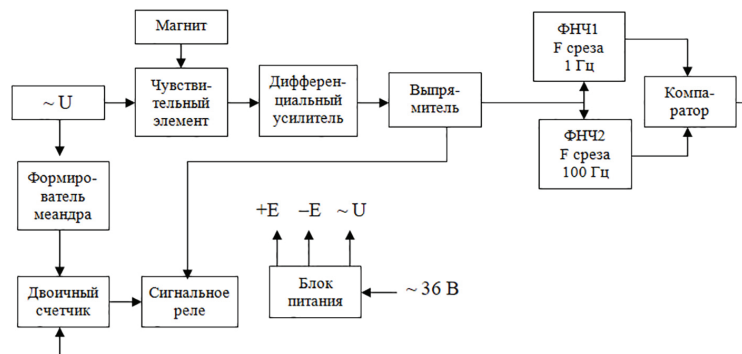 Магнит
ФНЧ1
F среза
1 Гц
~ U
Чувстви-
тельный
элемент
Дифферен-
циальный
усилитель
Выпря-
митель
Компа-
ратор
ФНЧ2
F среза
100 Гц
Формиро-
ватель
меандра
+E
–E
~ U
Двоичный
счетчик
Сигнальное
реле
Блок
питания
~ 36 В